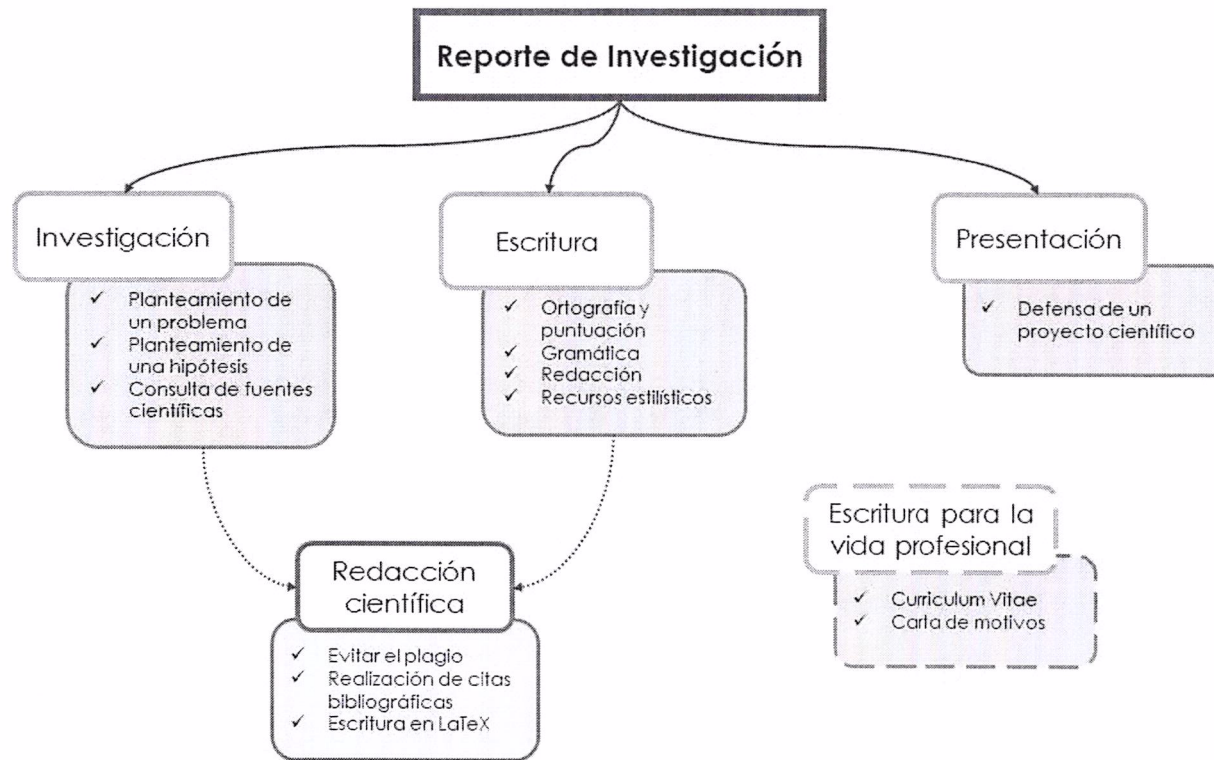 Reporte de Investigación
Investigación
✓ Planteamiento de
un problema
✓ Planteamiento de
una hipótesis
✓ Consulta de fuentes
científicas
Escritura
✓ Ortografía y
puntuación
✓ Gramática
✓ Redacción
✓ Recursos estilísticos
Presentación
✓ Defensa de un
proyecto científico
Redacción
científica
✓ Evitar el plagio
✓ Realización de citas
bibliográficas
✓ Escritura en LaTeX
Escritura para la
vida profesional
✓ Curriculum Vitae
✓ Carta de motivos